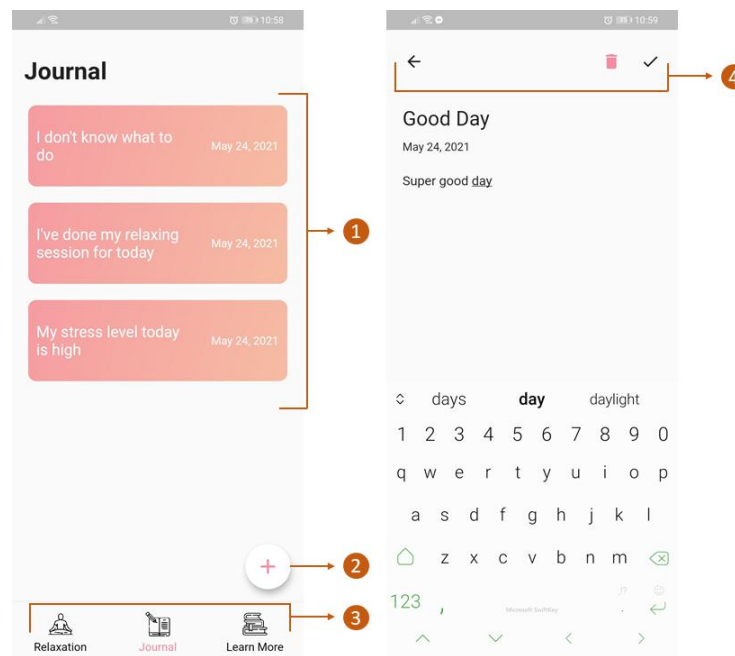 10:58
Journal
I don't know what to
do
May 24, 2021
I've done my relaxing
session for today
May 24, 2021
My stress level today
is high
May 24, 2021
1
+
2
3
Relaxation
Journal
Learn More
10:59
4
Good Day
May 24, 2021
Super good day
days
day
daylight
1 2 3 4 5 6 7 8 9 0
q w e r t y u i o p
a s d f g h j k l
z x c v b n m
123 , Microsoft SwiftKey .